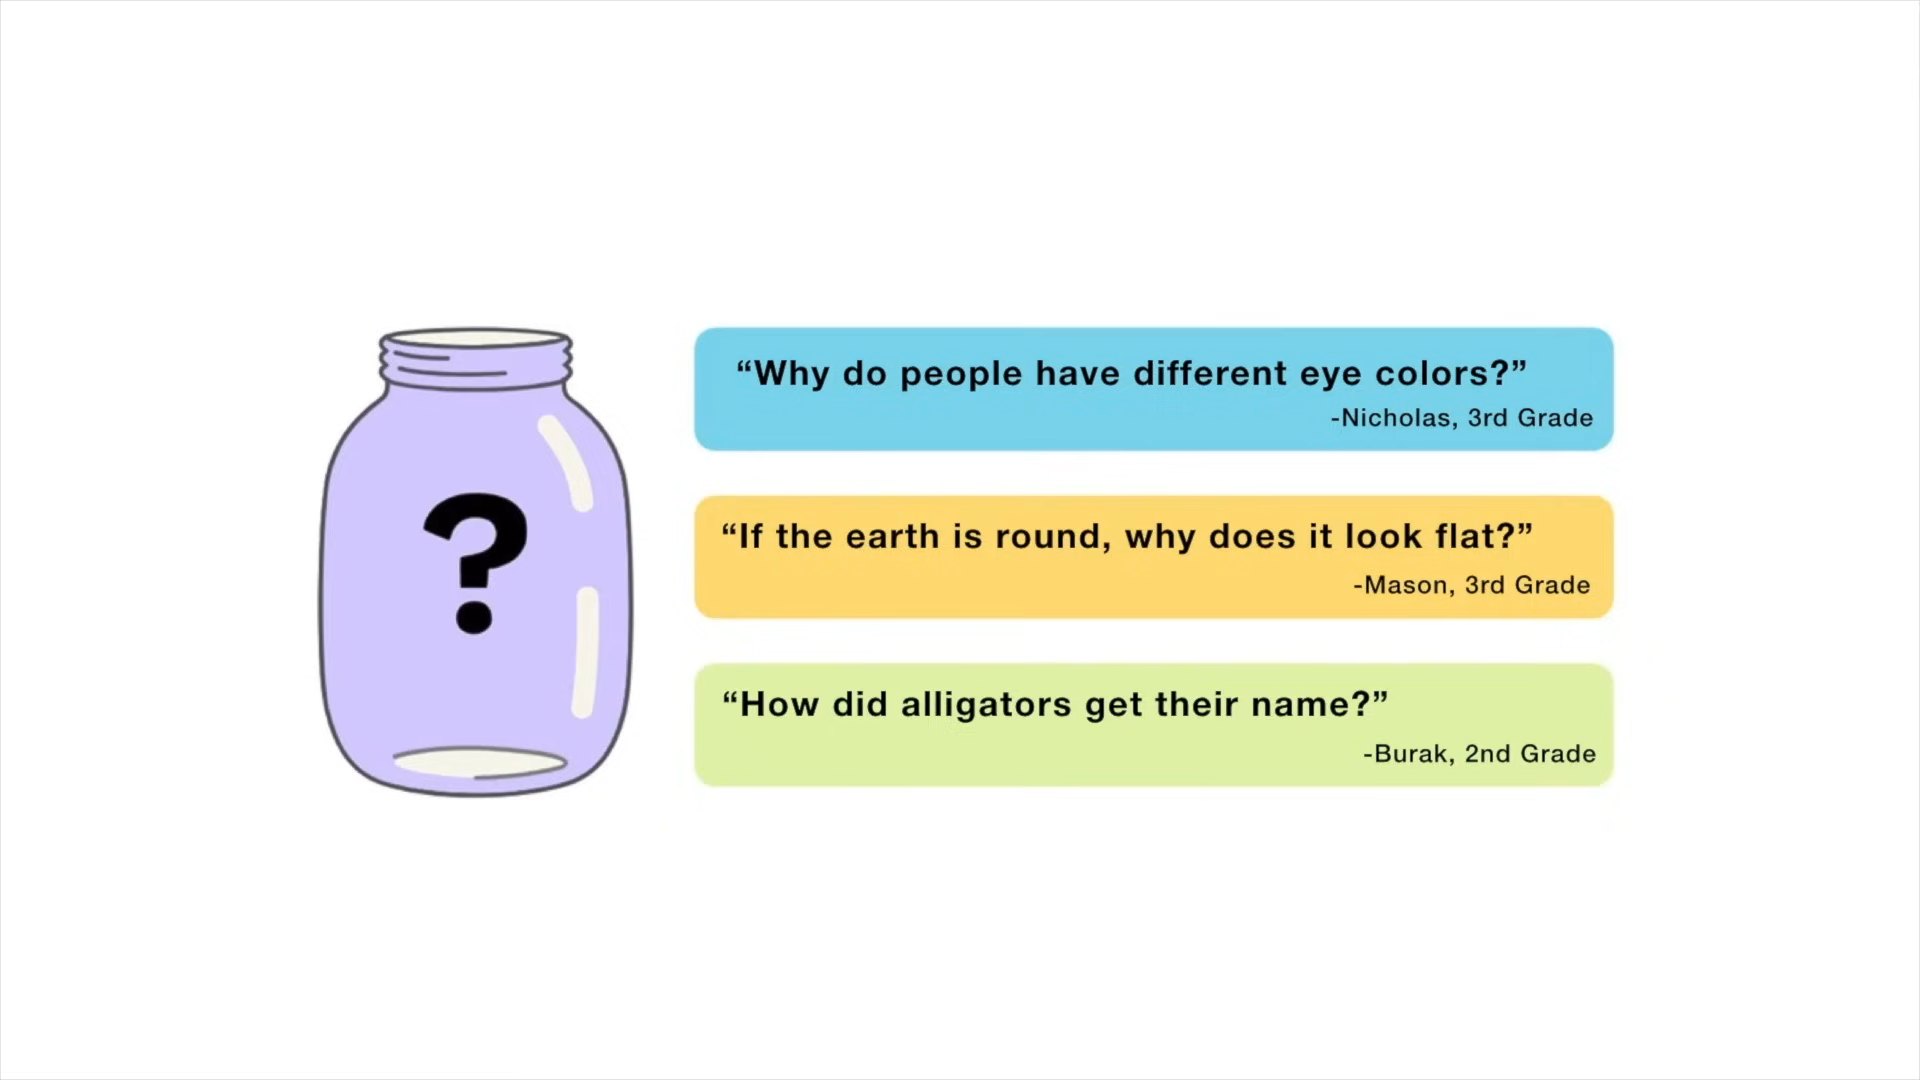 ?
“Why do people have different eye colors?”
-Nicholas, 3rd Grade
“If the earth is round, why does it look flat?”
-Mason, 3rd Grade
“How did alligators get their name?”
-Burak, 2nd Grade